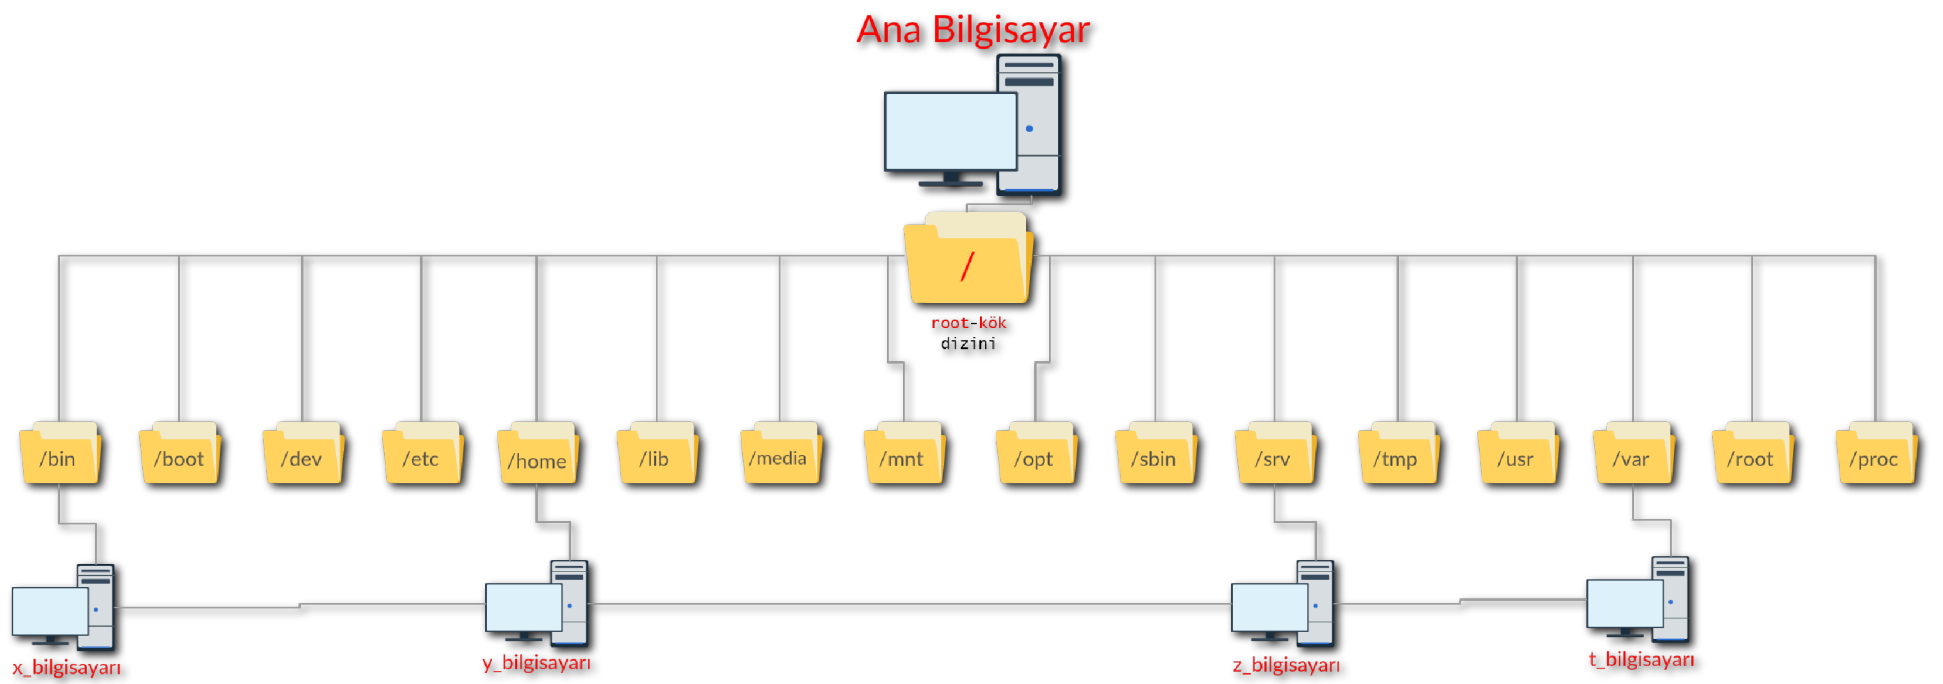 Ana Bilgisayar
/
root-kök
dizini
/bin
/boot
/dev
/etc
/home
/lib
/media
/mnt
/opt
/sbin
/srv
/tmp
/usr
/var
/root
/proc
x_bilgisayarı
y_bilgisayarı
z_bilgisayarı
t_bilgisayarı